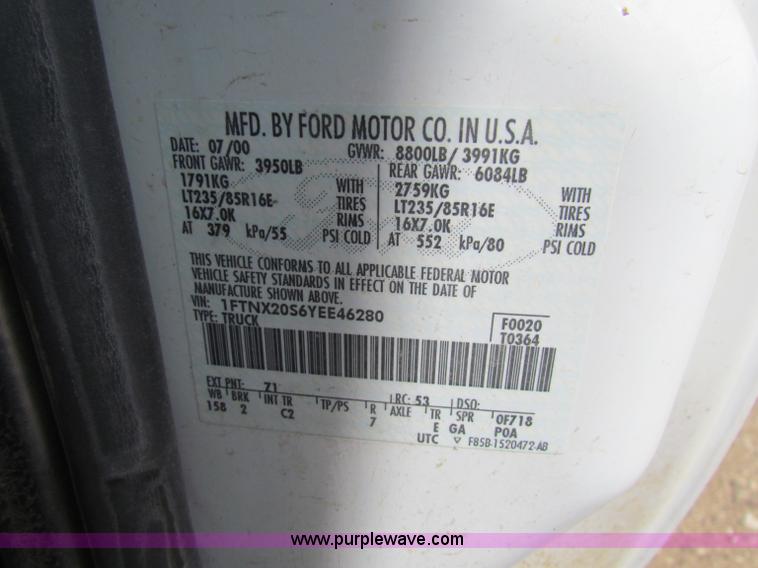 MFD. BY FORD MOTOR CO. IN U.S.A.
DATE: 07/00 GVWR: 8800LB/ 3991KG
FRONT GAWR: 3950LB REAR GAWR: 6084LB
1791KG WITH 2759KG WITH
LT235/85R16E TIRES LT235/85R16E TIRES
16X7.0K RIMS 16X7.0K RIMS
AT 379 kPa/55 PSI COLD AT 552 kPa/80 PSI COLD
THIS VEHICLE CONFORMS TO ALL APPLICABLE FEDERAL MOTOR
VEHICLE SAFETY STANDARDS IN EFFECT ON THE DATE OF
MANUFACTURE SHOWN ABOVE.
VIN: 1FTNX20S6YEE46280 F0020
TYPE: TRUCK T0364
EXT PNT: Z1 RC: 53 DSO:
WB BRK INT TR TP/PS R AXLE TR SPR 0F718
158 2 C2 7 E GA P0A
UTC ▽ F85B-1520472-AB
www.purplewave.com